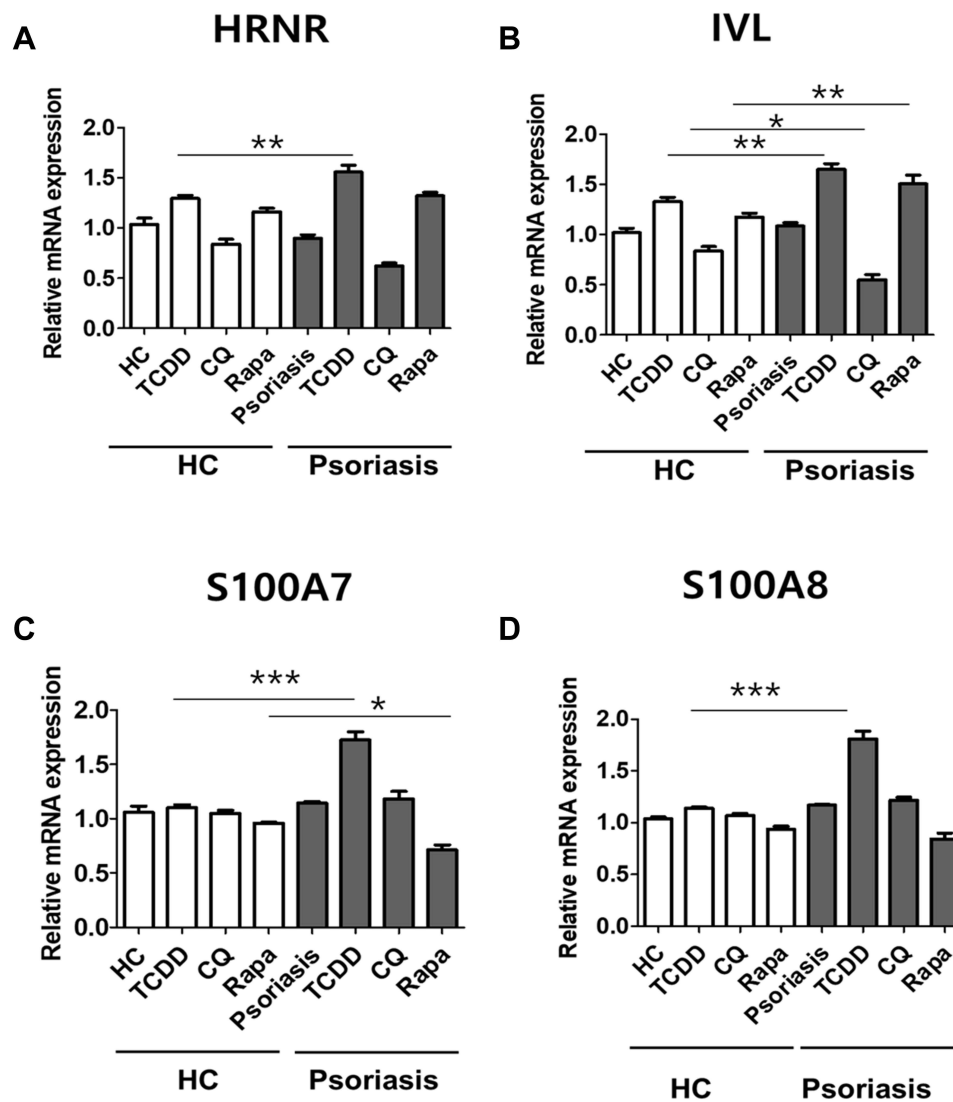 A
HRNR
Relative mRNA expression
2.0
1.5
1.0
0.5
0.0
**
HC
TCDD
CQ
Rapa
Psoriasis
TCDD
CQ
Rapa
HC
Psoriasis
B
IVL
Relative mRNA expression
2.0
1.5
1.0
0.5
0.0
**
*
**
HC
TCDD
CQ
Rapa
Psoriasis
TCDD
CQ
Rapa
HC
Psoriasis
C
S100A7
Relative mRNA expression
2.0
1.5
1.0
0.5
0.0
***
*
HC
TCDD
CQ
Rapa
Psoriasis
TCDD
CQ
Rapa
HC
Psoriasis
D
S100A8
Relative mRNA expression
2.0
1.5
1.0
0.5
0.0
***
HC
TCDD
CQ
Rapa
Psoriasis
TCDD
CQ
Rapa
HC
Psoriasis